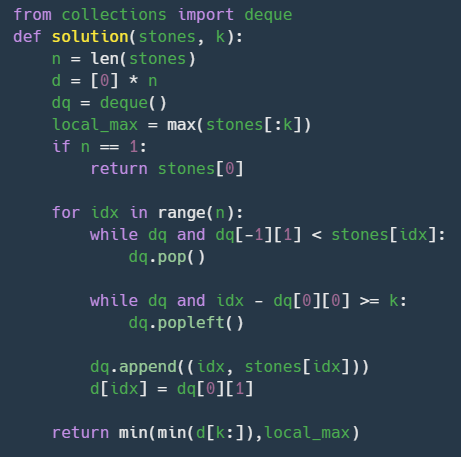 from collections import deque
def solution(stones, k):
    n = len(stones)
    d = [0] * n
    dq = deque()
    local_max = max(stones[:k])
    if n == 1:
        return stones[0]

    for idx in range(n):
        while dq and dq[-1][1] < stones[idx]:
            dq.pop()

        while dq and idx - dq[0][0] >= k:
            dq.popleft()

        dq.append((idx, stones[idx]))
        d[idx] = dq[0][1]

    return min(min(d[k:]),local_max)